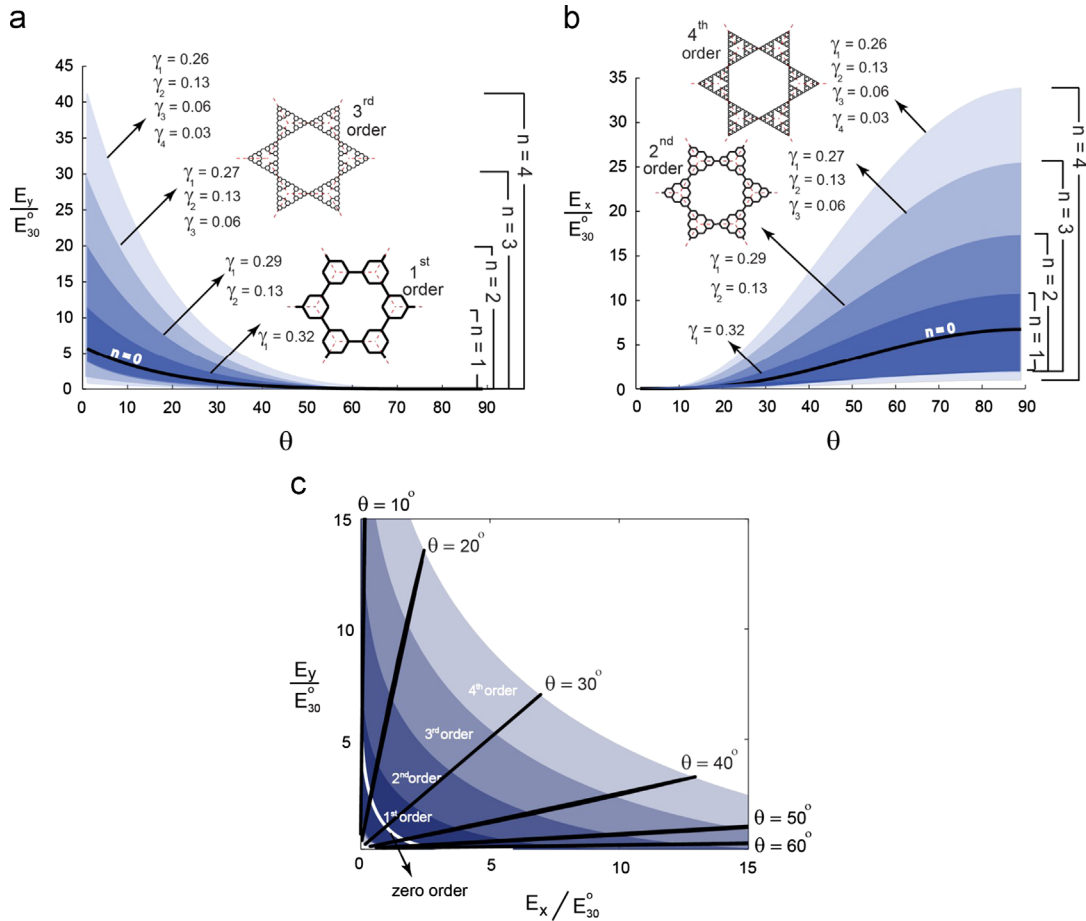 a
E_y / E°_30
45
40
35
30
25
20
15
10
5
0
0 10 20 30 40 50 60 70 80 90
θ
γ_1 = 0.26
γ_2 = 0.13
γ_3 = 0.06
γ_4 = 0.03
γ_1 = 0.27
γ_2 = 0.13
γ_3 = 0.06
γ_1 = 0.29
γ_2 = 0.13
γ_1 = 0.32
3rd order
1st order
n = 0
n = 1
n = 2
n = 3
n = 4
b
E_x / E°_30
35
30
25
20
15
10
5
0
0 10 20 30 40 50 60 70 80 90
θ
4th order
2nd order
γ_1 = 0.26
γ_2 = 0.13
γ_3 = 0.06
γ_4 = 0.03
γ_1 = 0.27
γ_2 = 0.13
γ_3 = 0.06
γ_1 = 0.29
γ_2 = 0.13
γ_1 = 0.32
n = 0
n = 1
n = 2
n = 3
n = 4
c
E_y / E°_30
15
10
5
0 5 10 15
E_x / E°_30
θ = 10°
θ = 20°
θ = 30°
θ = 40°
θ = 50°
θ = 60°
4th order
3rd order
2nd order
1st order
zero order